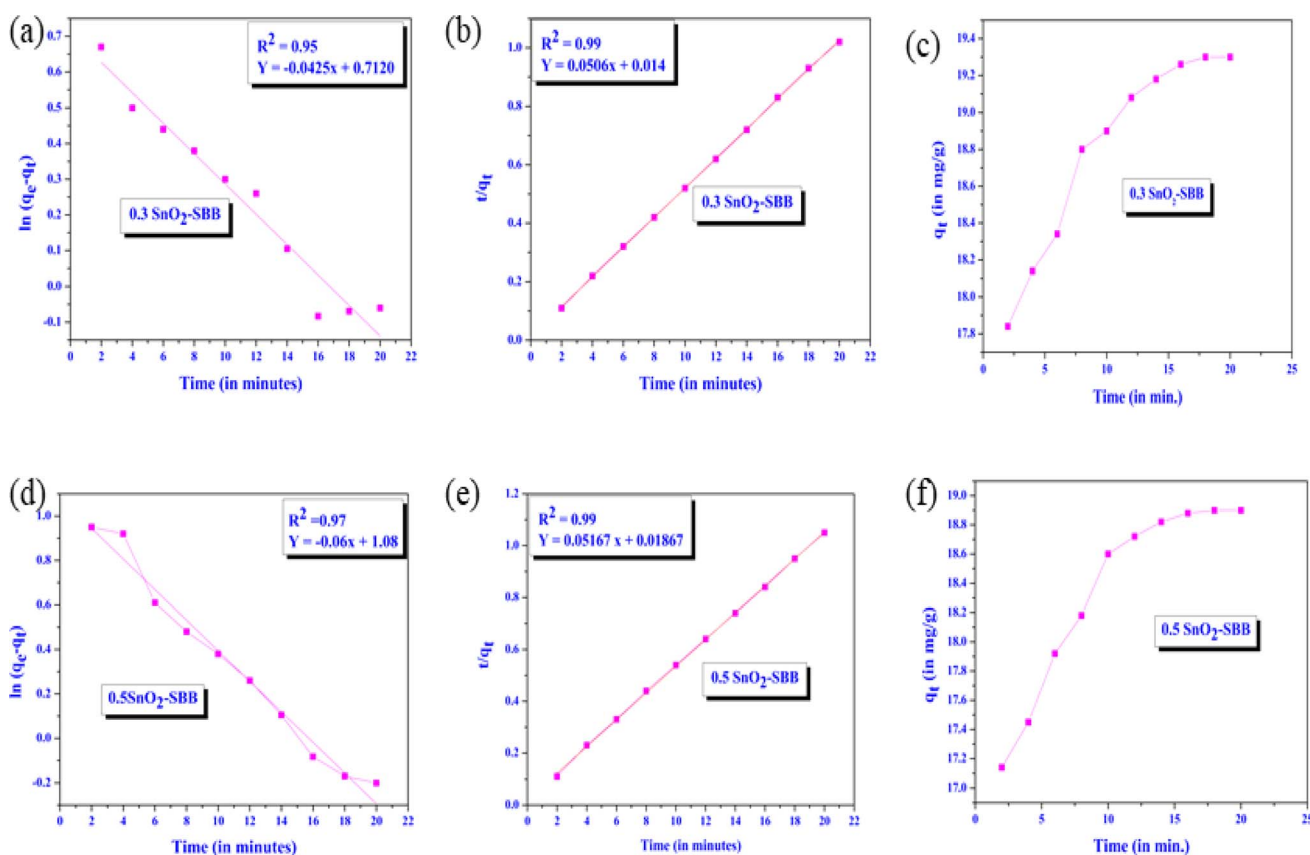 (a)
R² = 0.95
Y = -0.0425x + 0.7120
0.3 SnO₂-SBB
ln (qₑ-qₜ)
0.7
0.6
0.5
0.4
0.3
0.2
0.1
0.0
-0.1
0 2 4 6 8 10 12 14 16 18 20 22
Time (in minutes)
(b)
R² = 0.99
Y = 0.0506x + 0.014
0.3 SnO₂-SBB
t/qₜ
1.0
0.8
0.6
0.4
0.2
0.0
0 2 4 6 8 10 12 14 16 18 20 22
Time (in minutes)
(c)
0.3 SnO₂-SBB
qₜ (in mg/g)
19.4
19.2
19.0
18.8
18.6
18.4
18.2
18.0
17.8
0 5 10 15 20 25
Time (in min.)
(d)
R² =0.97
Y = -0.06x + 1.08
0.5SnO₂-SBB
ln (qₑ-qₜ)
1.0
0.8
0.6
0.4
0.2
0.0
-0.2
0 2 4 6 8 10 12 14 16 18 20 22
Time (in minutes)
(e)
R² = 0.99
Y = 0.05167 x + 0.01867
0.5 SnO₂-SBB
t/qₜ
1.2
1.0
0.8
0.6
0.4
0.2
0.0
0 2 4 6 8 10 12 14 16 18 20 22
Time (in minutes)
(f)
0.5 SnO₂-SBB
qₜ (in mg/g)
19.0
18.8
18.6
18.4
18.2
18.0
17.8
17.6
17.4
17.2
17.0
0 5 10 15 20 25
Time (in min.)